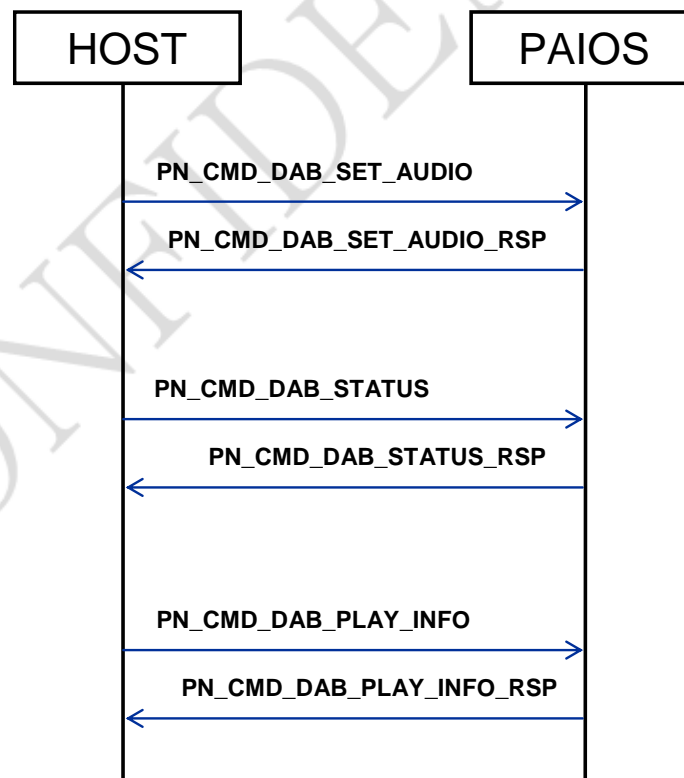 HOST
PAIOS
PN_CMD_DAB_SET_AUDIO
PN_CMD_DAB_SET_AUDIO_RSP
PN_CMD_DAB_STATUS
PN_CMD_DAB_STATUS_RSP
PN_CMD_DAB_PLAY_INFO
PN_CMD_DAB_PLAY_INFO_RSP